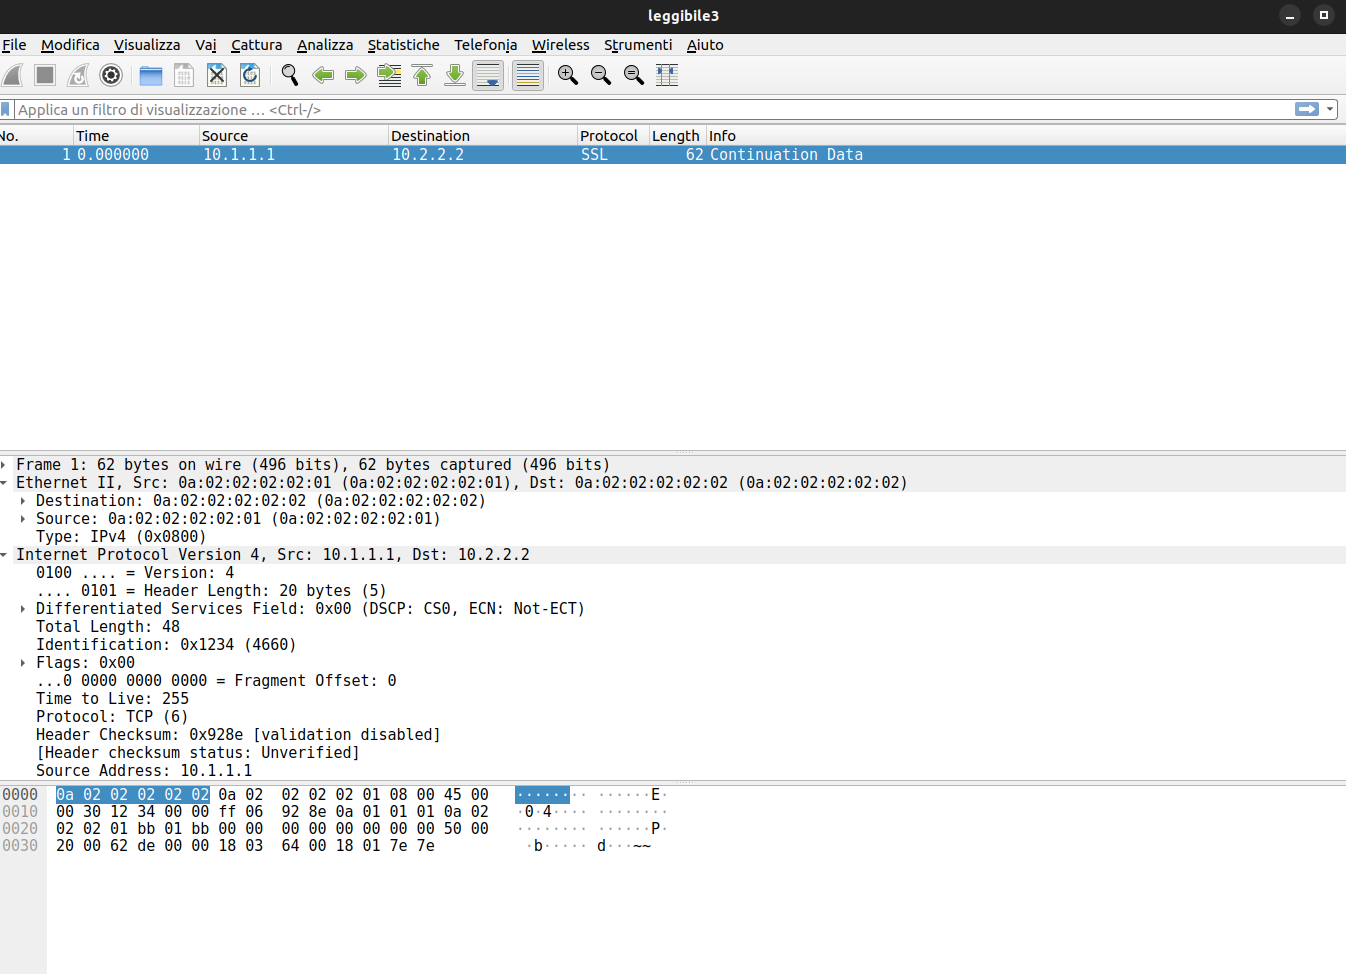 leggibile3
File Modifica Visualizza Vai Cattura Analizza Statistiche Telefonia Wireless Strumenti Aiuto
Applica un filtro di visualizzazione … <Ctrl-/>
No. Time Source Destination Protocol Length Info
1 0.000000 10.1.1.1 10.2.2.2 SSL 62 Continuation Data
Frame 1: 62 bytes on wire (496 bits), 62 bytes captured (496 bits)
Ethernet II, Src: 0a:02:02:02:02:01 (0a:02:02:02:02:01), Dst: 0a:02:02:02:02:02 (0a:02:02:02:02:02)
Destination: 0a:02:02:02:02:02 (0a:02:02:02:02:02)
Source: 0a:02:02:02:02:01 (0a:02:02:02:02:01)
Type: IPv4 (0x0800)
Internet Protocol Version 4, Src: 10.1.1.1, Dst: 10.2.2.2
0100 .... = Version: 4
.... 0101 = Header Length: 20 bytes (5)
Differentiated Services Field: 0x00 (DSCP: CS0, ECN: Not-ECT)
Total Length: 48
Identification: 0x1234 (4660)
Flags: 0x00
...0 0000 0000 0000 = Fragment Offset: 0
Time to Live: 255
Protocol: TCP (6)
Header Checksum: 0x928e [validation disabled]
[Header checksum status: Unverified]
Source Address: 10.1.1.1
0000 0a 02 02 02 02 02 0a 02 02 02 02 01 08 00 45 00 ········ ······E·
0010 00 30 12 34 00 00 ff 06 92 8e 0a 01 01 01 0a 02 ·0·4···· ········
0020 02 02 01 bb 01 bb 00 00 00 00 00 00 00 00 50 00 ········ ······P·
0030 20 00 62 de 00 00 18 03 64 00 18 01 7e 7e ·b····· d···~~